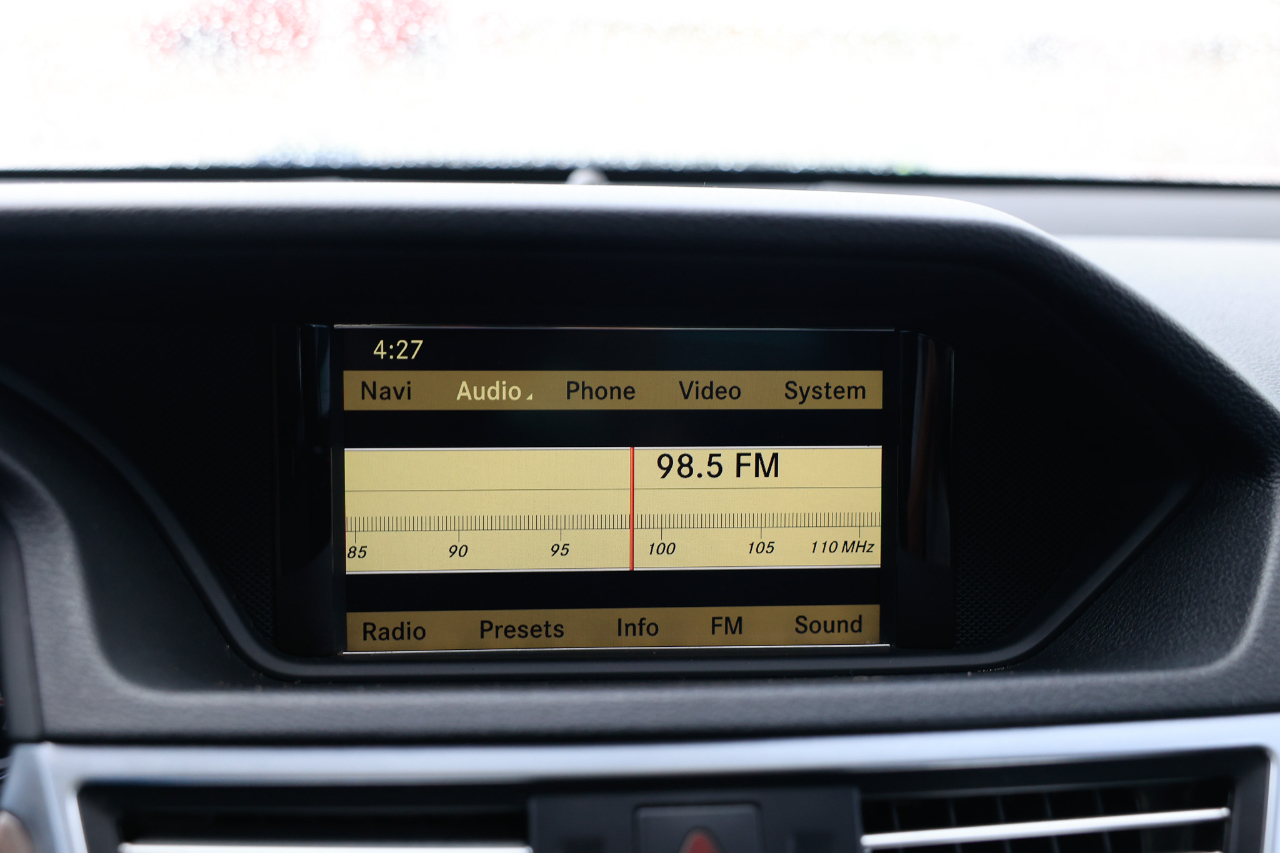 4:27
Navi Audio Phone Video System
98.5 FM
85 90 95 100 105 110 MHz
Radio Presets Info FM Sound